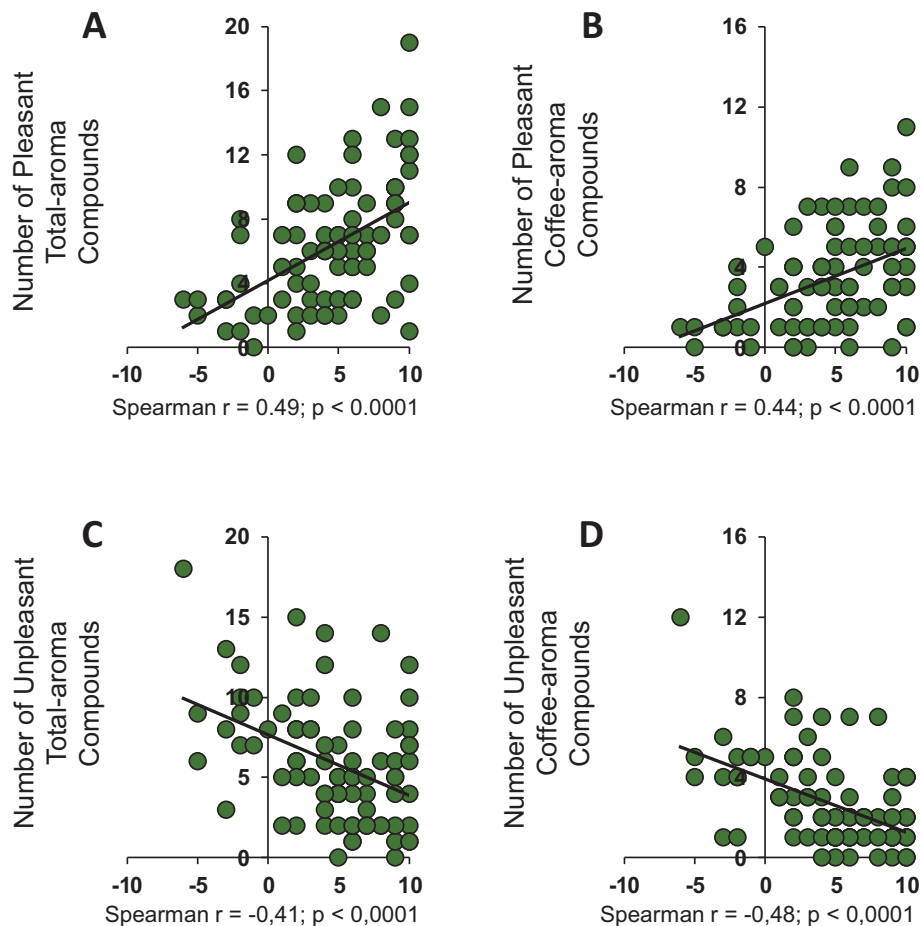 A
Number of Pleasant
Total-aroma
Compounds
20
16
12
8
4
0
-10 -5 0 5 10
Spearman r = 0.49; p < 0.0001
B
Number of Pleasant
Coffee-aroma
Compounds
16
12
8
4
0
-10 -5 0 5 10
Spearman r = 0.44; p < 0.0001
C
Number of Unpleasant
Total-aroma
Compounds
20
15
10
5
0
-10 -5 0 5 10
Spearman r = -0,41; p < 0,0001
D
Number of Unpleasant
Coffee-aroma
Compounds
16
12
8
4
0
-10 -5 0 5 10
Spearman r = -0,48; p < 0,0001